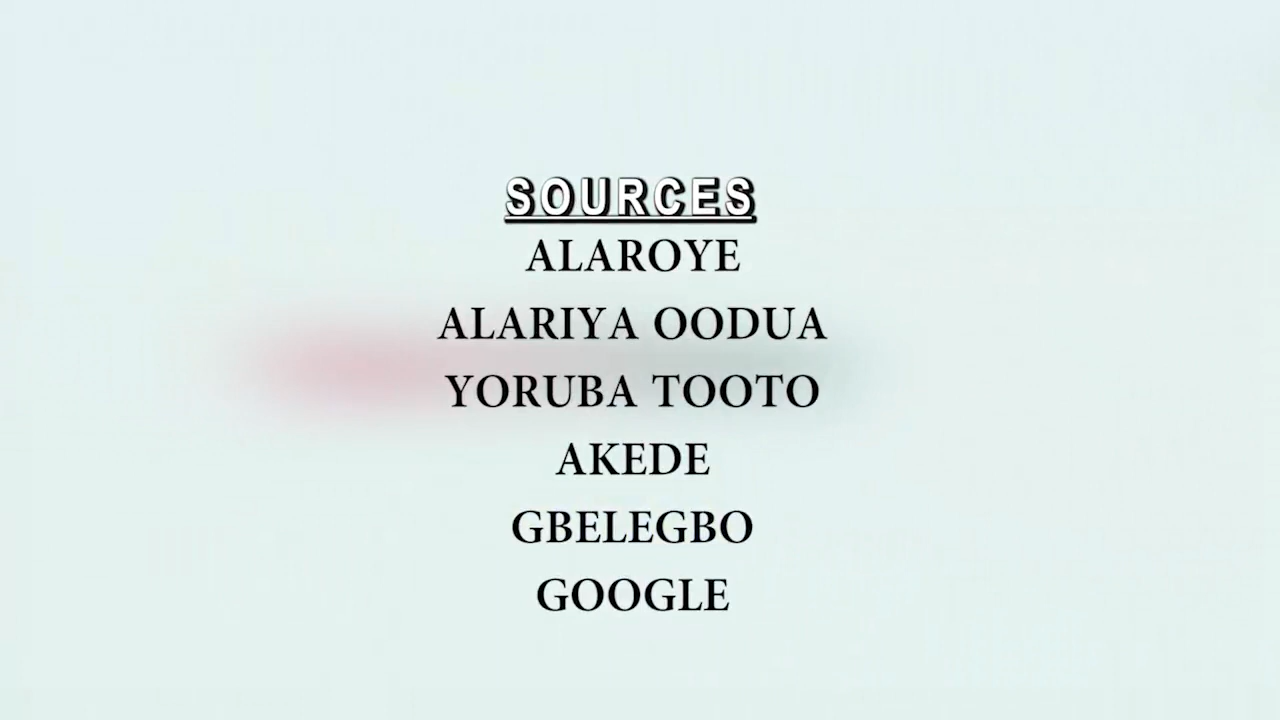 SOURCES
ALAROYE
ALARIYA OODUA
YORUBA TOOTO
AKEDE
GBELEGBO
GOOGLE